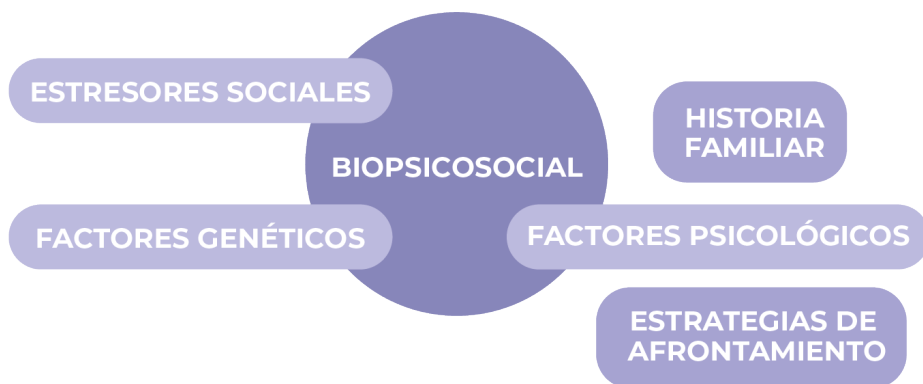 ESTRESORES SOCIALES
HISTORIA
FAMILIAR
BIOPSICOSOCIAL
FACTORES GENÉTICOS
FACTORES PSICOLÓGICOS
ESTRATEGIAS DE
AFRONTAMIENTO